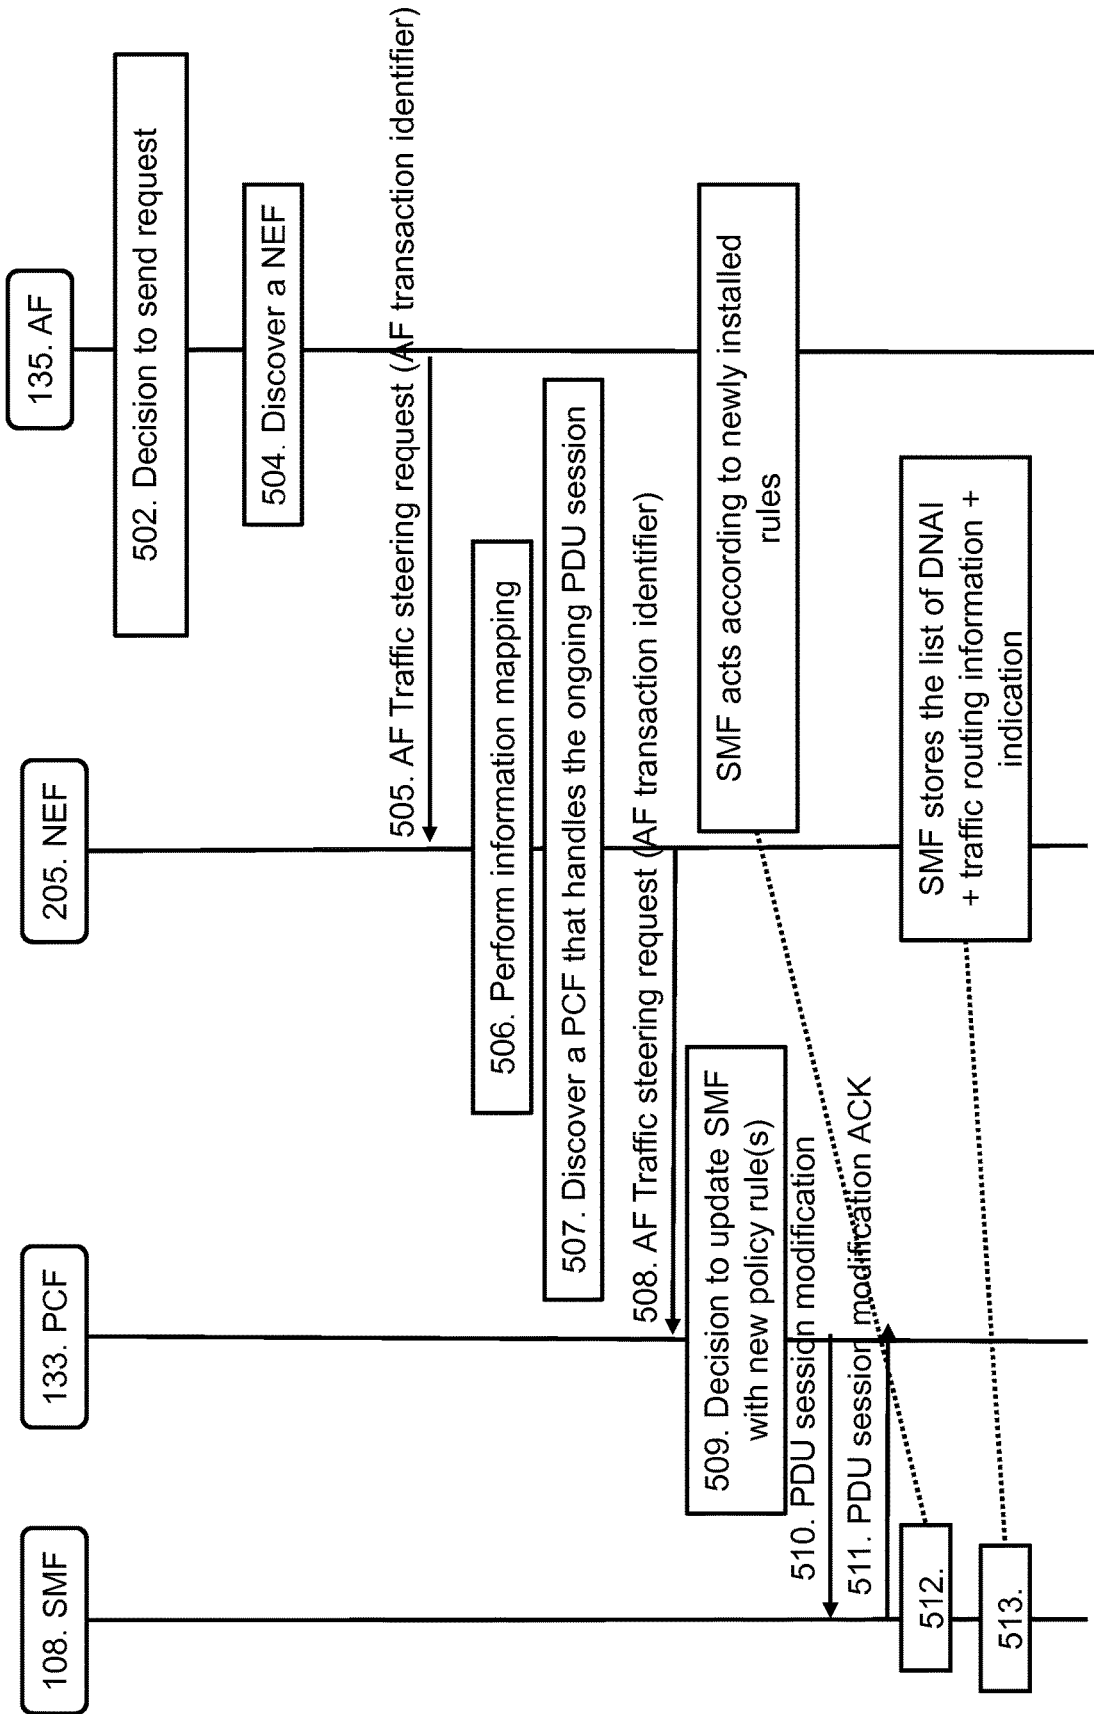 108. SMF
133. PCF
205. NEF
135. AF
502. Decision to send request
504. Discover a NEF
505. AF Traffic steering request (AF transaction identifier)
506. Perform information mapping
507. Discover a PCF that handles the ongoing PDU session
508. AF Traffic steering request (AF transaction identifier)
509. Decision to update SMF
with new policy rule(s)
510. PDU session modification
511. PDU session modification ACK
512.
SMF acts according to newly installed
rules
513.
SMF stores the list of DNAI
+ traffic routing information +
indication